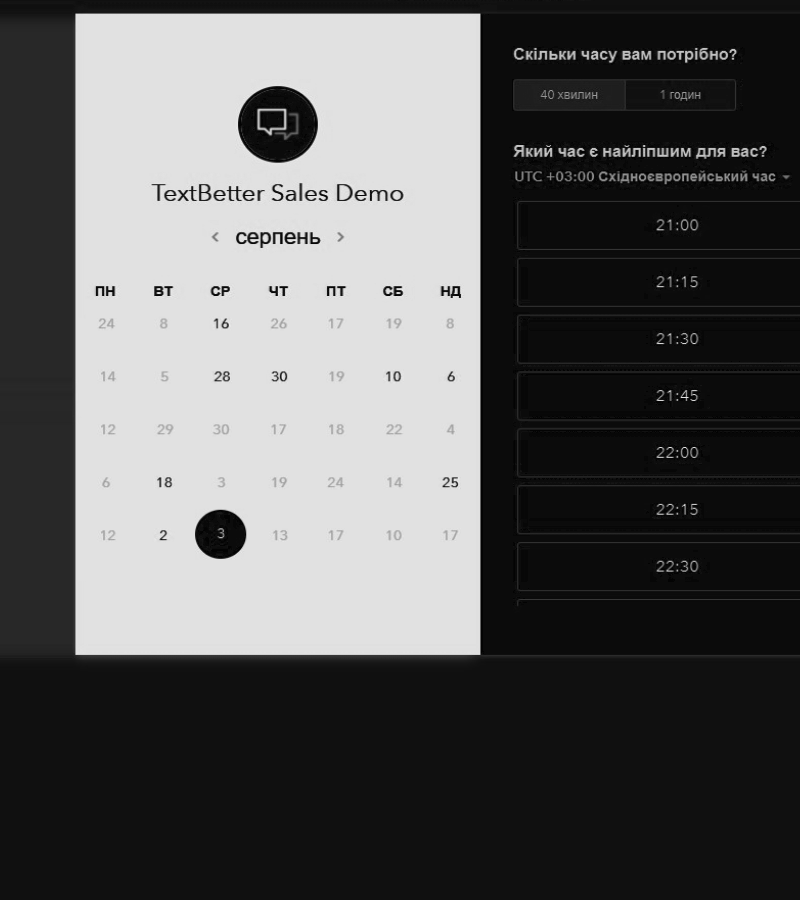 TextBetter Sales Demo
серпень
ПН ВТ СР ЧТ ПТ СБ НД
24 8 16 26 17 19 8
14 5 28 30 19 10 6
12 29 30 17 18 22 4
6 18 3 19 24 14 25
12 2 3 13 17 10 17
Скільки часу вам потрібно?
40 хвилин 1 годин
Який час є найліпшим для вас?
UTC +03:00 Східноєвропейський час
21:00
21:15
21:30
21:45
22:00
22:15
22:30